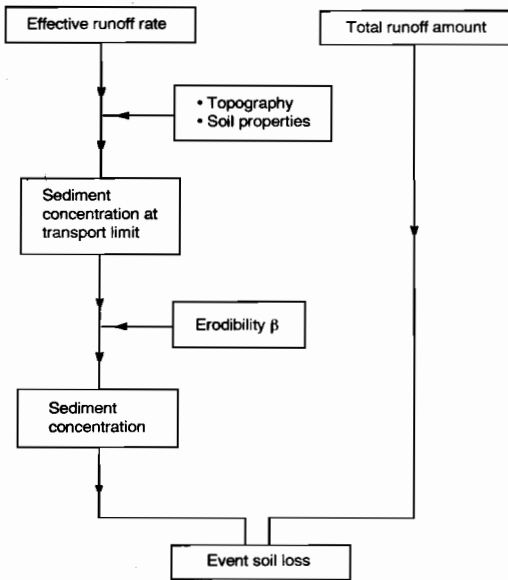 Effective runoff rate
Total runoff amount
• Topography
• Soil properties
Sediment
concentration at
transport limit
Erodibility β
Sediment
concentration
Event soil loss